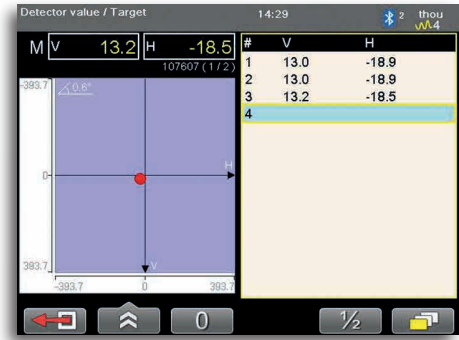 Detector value / Target 14:29 2 thou
4
M V 13.2 H -18.5
107607 ( 1 / 2 )
# V H
1 13.0 -18.9
2 13.0 -18.9
3 13.2 -18.5
4
-393.7
0.6°
0
H
393.7
V
-393.7 0 393.7
0 ½